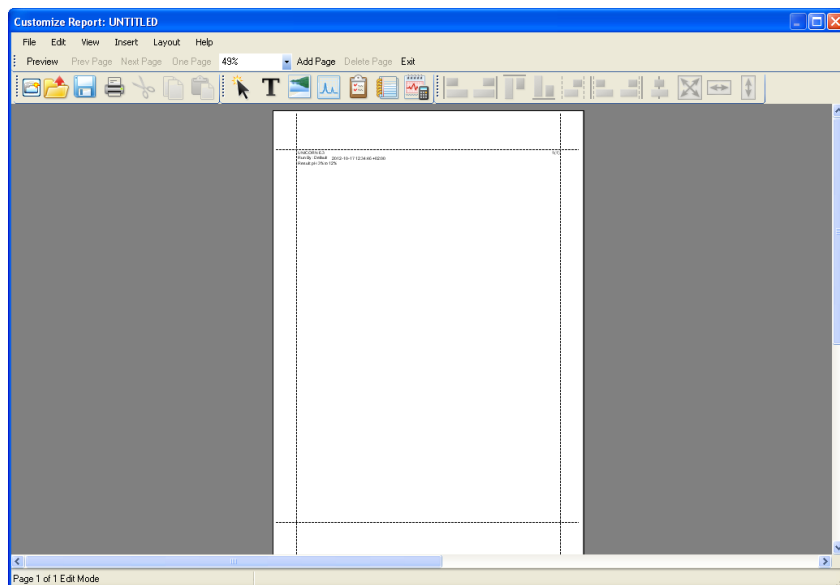 Customize Report: UNTITLED
File Edit View Insert Layout Help
Preview Prev Page Next Page One Page 49% Add Page Delete Page Exit
T
Page 1 of 1 Edit Mode